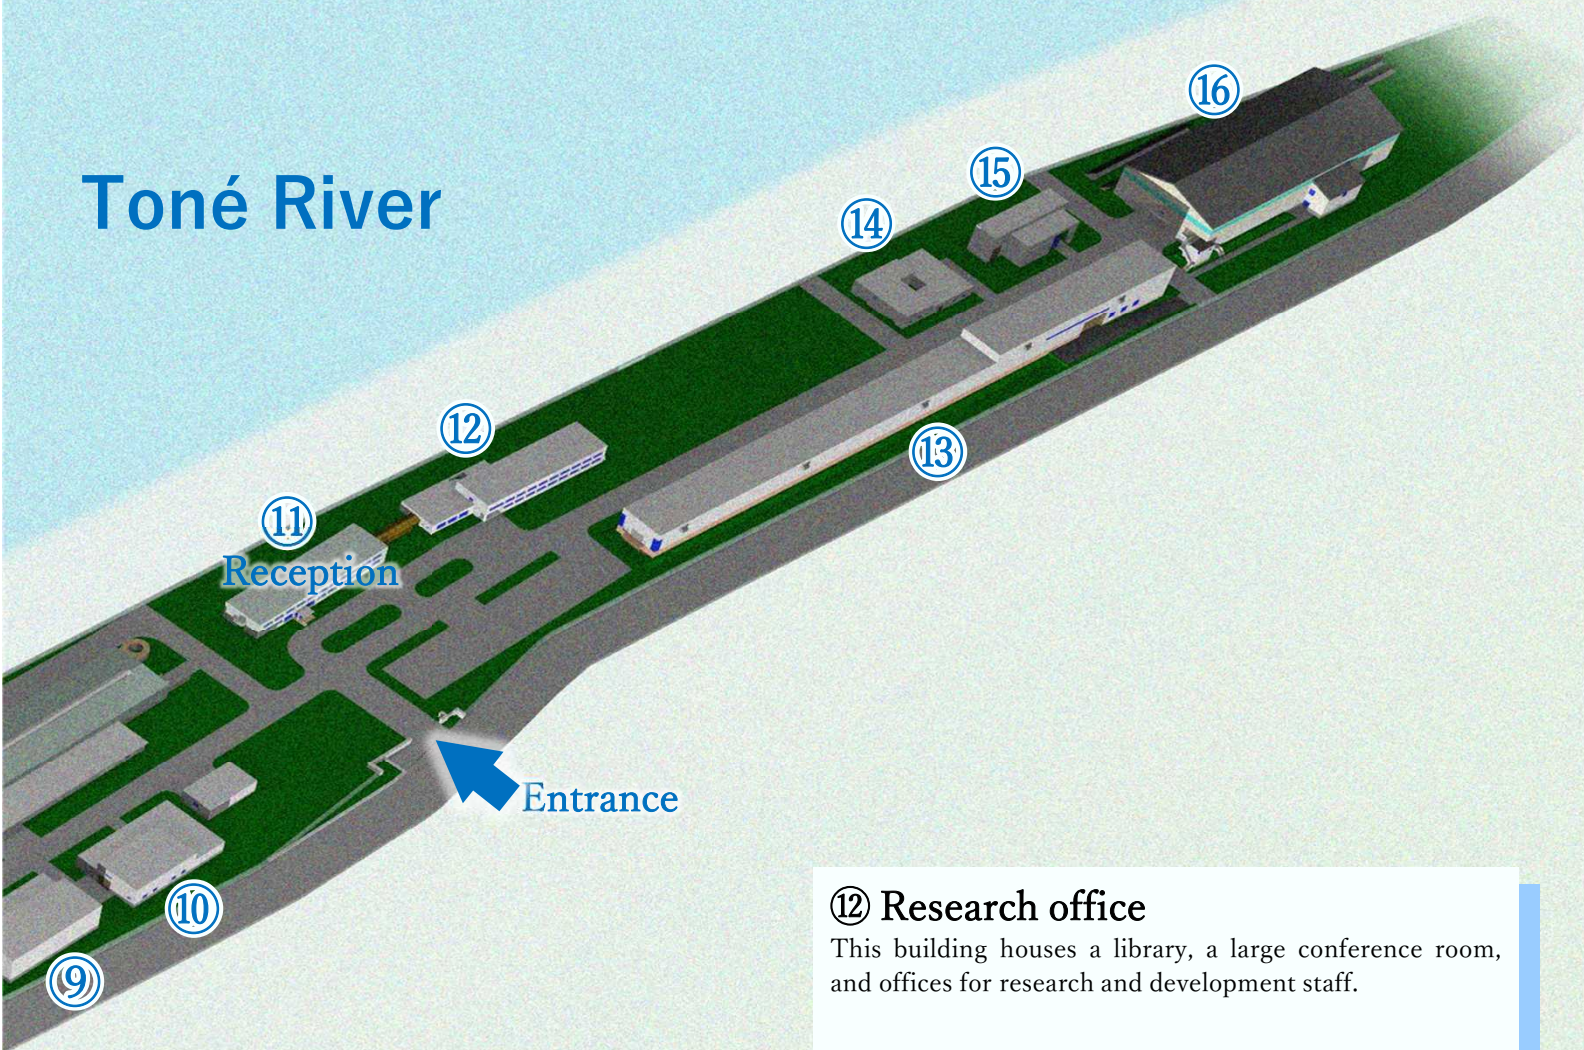 ⑯
⑮
Toné River
⑭
⑫
⑬
⑪
Reception
Entrance
⑩
⑨
⑫ Research office
This building houses a library, a large conference room,
and offices for research and development staff.